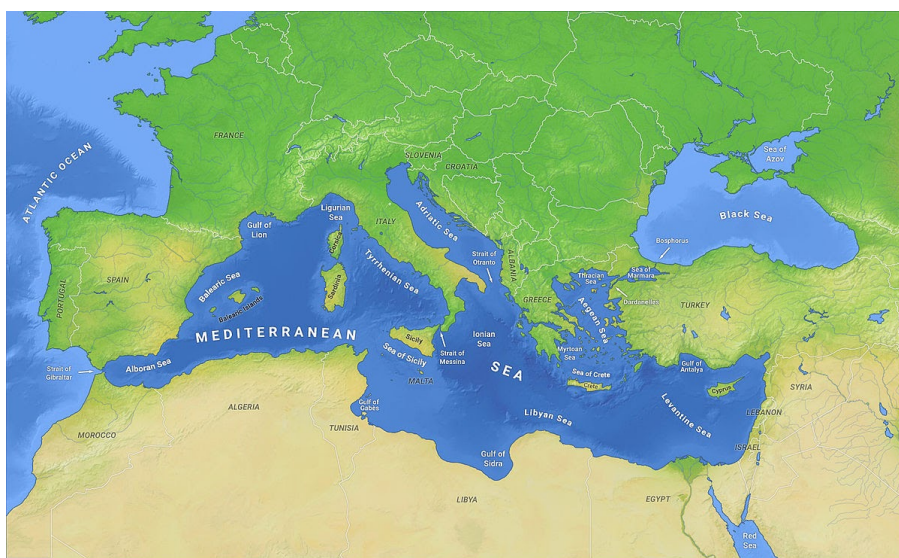 ATLANTIC OCEAN
FRANCE
SLOVENIA
CROATIA
Sea of
Azov
Black Sea
Bosphorus
Ligurian
Sea
Gulf of
Lion
ITALY
Adriatic Sea
Corsica
Strait of
Otranto
ALBANIA
Thracian
Sea
Sea of
Marmara
Dardanelles
TURKEY
PORTUGAL
SPAIN
Balearic Sea
Balearic Islands
Sardinia
Tyrrhenian Sea
GREECE
Aegean Sea
MEDITERRANEAN
SEA
Sicily
Ionian
Sea
Myrtoan
Sea
Sea of Sicily
Strait of
Messina
MALTA
Sea of Crete
Crete
Gulf of
Antalya
Cyprus
SYRIA
LEBANON
Strait of
Gibraltar
Alboran Sea
Gulf of
Gabès
Libyan Sea
Levantine Sea
ISRAEL
MOROCCO
ALGERIA
TUNISIA
Gulf of
Sidra
LIBYA
EGYPT
Red
Sea